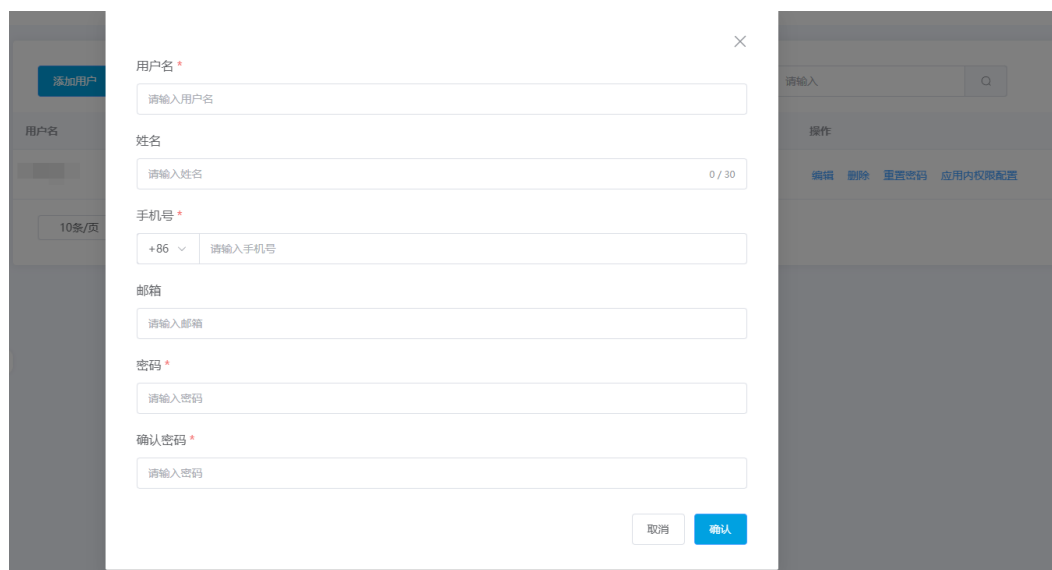 用户名 *
请输入用户名
姓名
请输入姓名
0 / 30
手机号 *
+86
请输入手机号
邮箱
请输入邮箱
密码 *
请输入密码
确认密码 *
请输入密码
取消
确认
添加用户
请输入
用户名
操作
编辑 删除 重置密码 应用内权限配置
10条/页